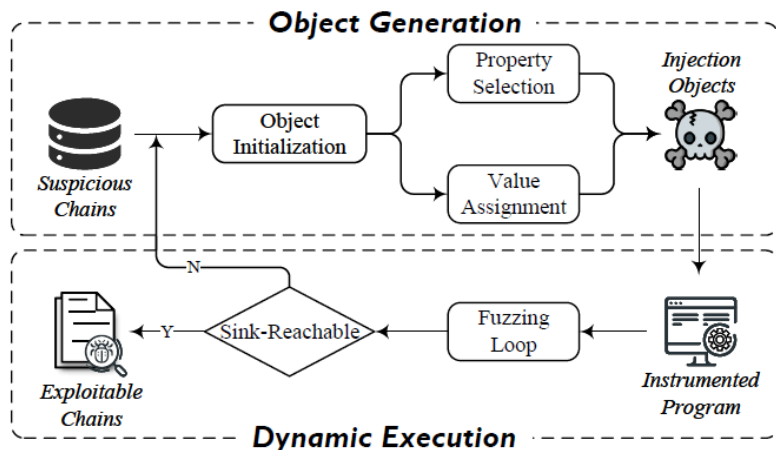 Object Generation
Suspicious
Chains
Object
Initialization
Property
Selection
Value
Assignment
Injection
Objects
N
Exploitable
Chains
Y
Sink-Reachable
Fuzzing
Loop
Instrumented
Program
Dynamic Execution